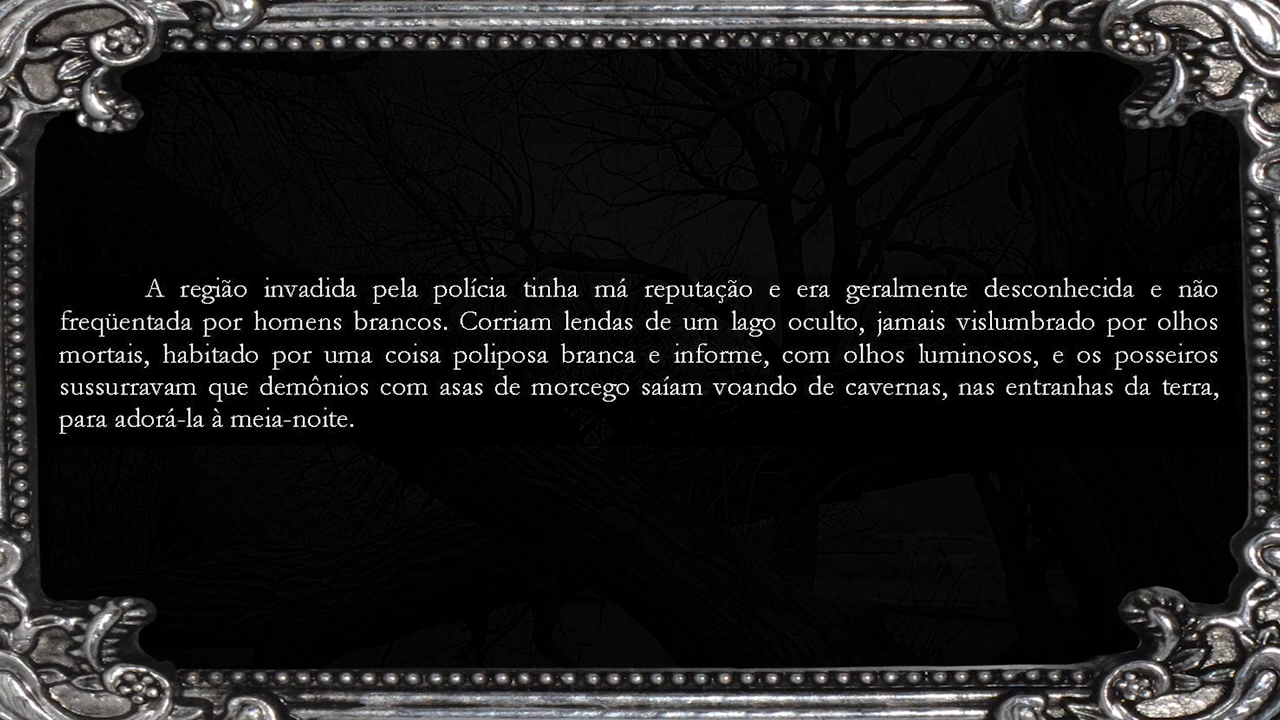 A região invadida pela polícia tinha má reputação e era geralmente desconhecida e não
freqüentada por homens brancos. Corriam lendas de um lago oculto, jamais vislumbrado por olhos
mortais, habitado por uma coisa poliposa branca e informe, com olhos luminosos, e os posseiros
sussurravam que demônios com asas de morcego saíam voando de cavernas, nas entranhas da terra,
para adorá-la à meia-noite.